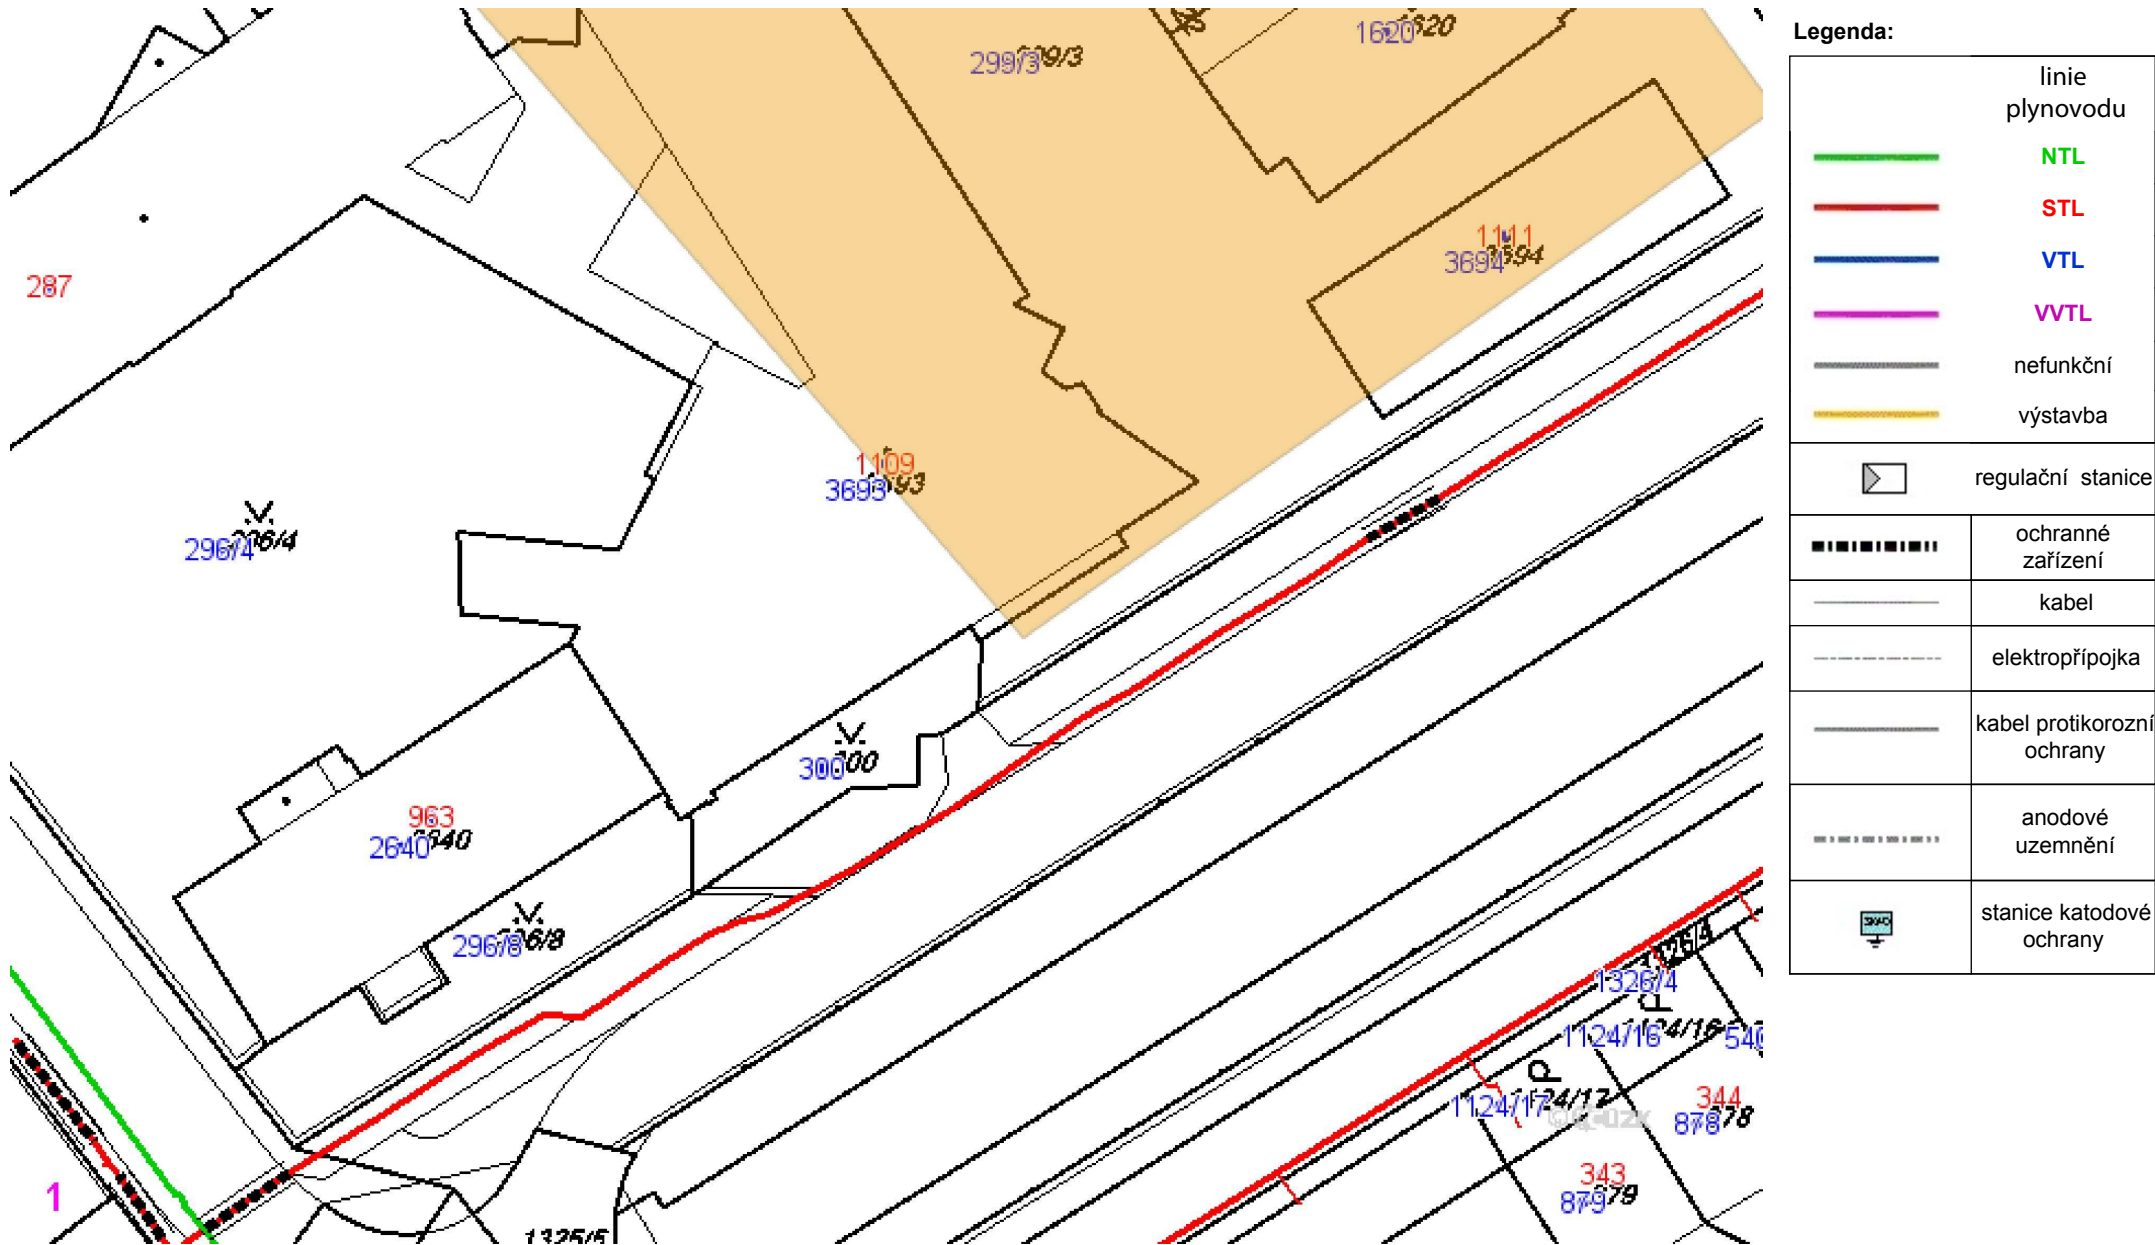 Legenda:
linie
plynovodu
NTL
STL
VTL
VVTL
nefunkční
výstavba
regulační stanice
ochranné
zařízení
kabel
elektropřípojka
kabel protikorozní
ochrany
anodové
uzemnění
stanice katodové
ochrany
299/3
1620
1111
3694
287
1109
3693
296/4
300
963
2640
296/8
1326/4
1124/16
1124/17
344
878
343
879
1
1325/5